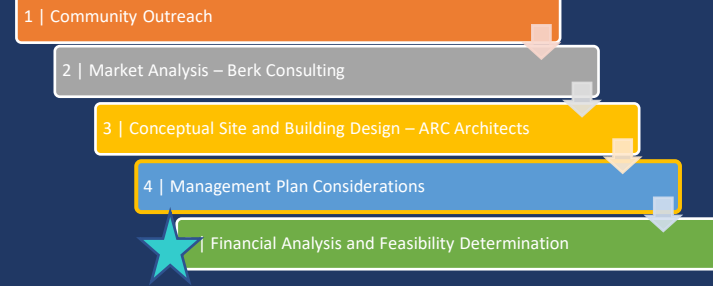 1 | Community Outreach
2 | Market Analysis – Berk Consulting
3 | Conceptual Site and Building Design – ARC Architects
4 | Management Plan Considerations
| Financial Analysis and Feasibility Determination